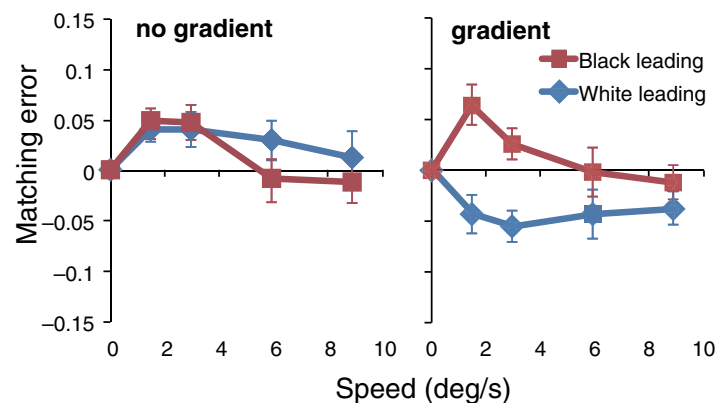 no gradient
gradient
Black leading
White leading
Matching error
0.15
0.1
0.05
0
−0.05
−0.1
−0.15
0 2 4 6 8 10
0 2 4 6 8 10
Speed (deg/s)